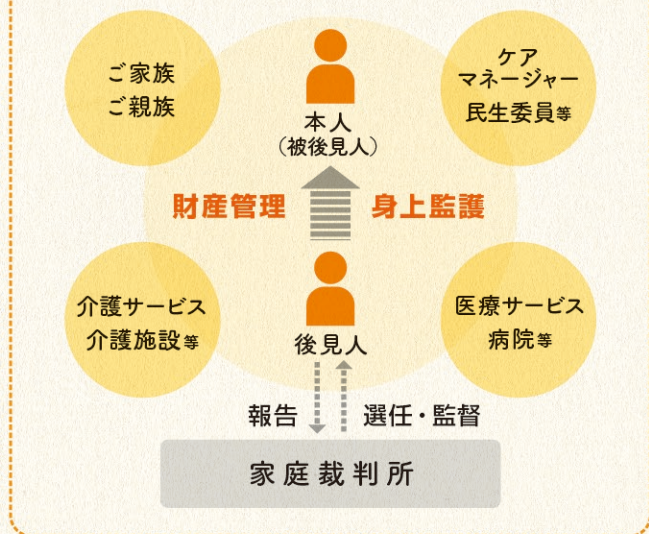 ご家族
ご親族
本人
（被後見人）
ケア
マネージャー
民生委員等
財産管理
身上監護
介護サービス
介護施設等
後見人
医療サービス
病院等
報告
選任・監督
家庭裁判所